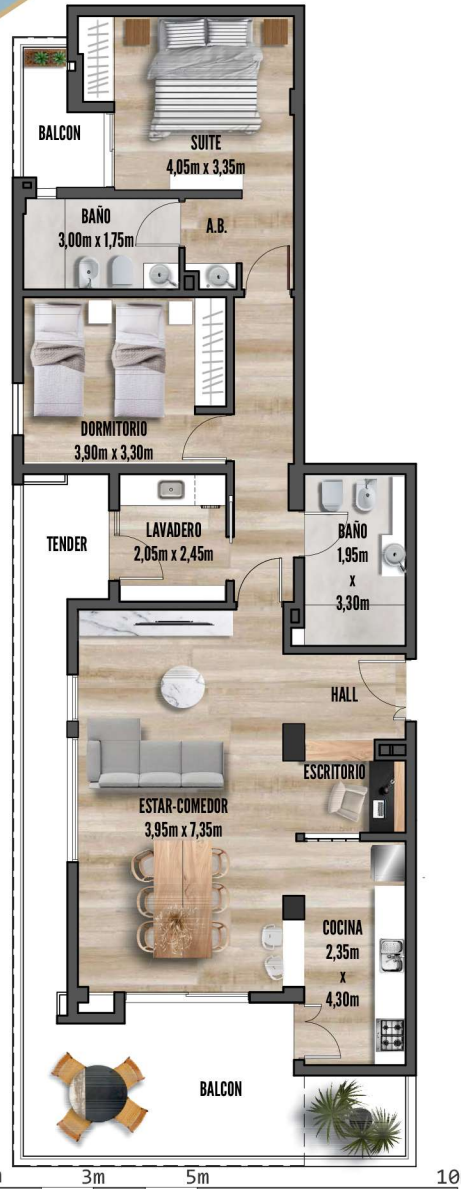 SUITE
4,05m x 3,35m
BALCON
BAÑO
3,00m x 1,75m
A.B.
DORMITORIO
3,90m x 3,30m
TENDER
LAVADERO
2,05m x 2,45m
BAÑO
1,95m
x
3,30m
HALL
ESCRITORIO
ESTAR-COMEDOR
3,95m x 7,35m
COCINA
2,35m
x
4,30m
BALCON
3m 5m 10